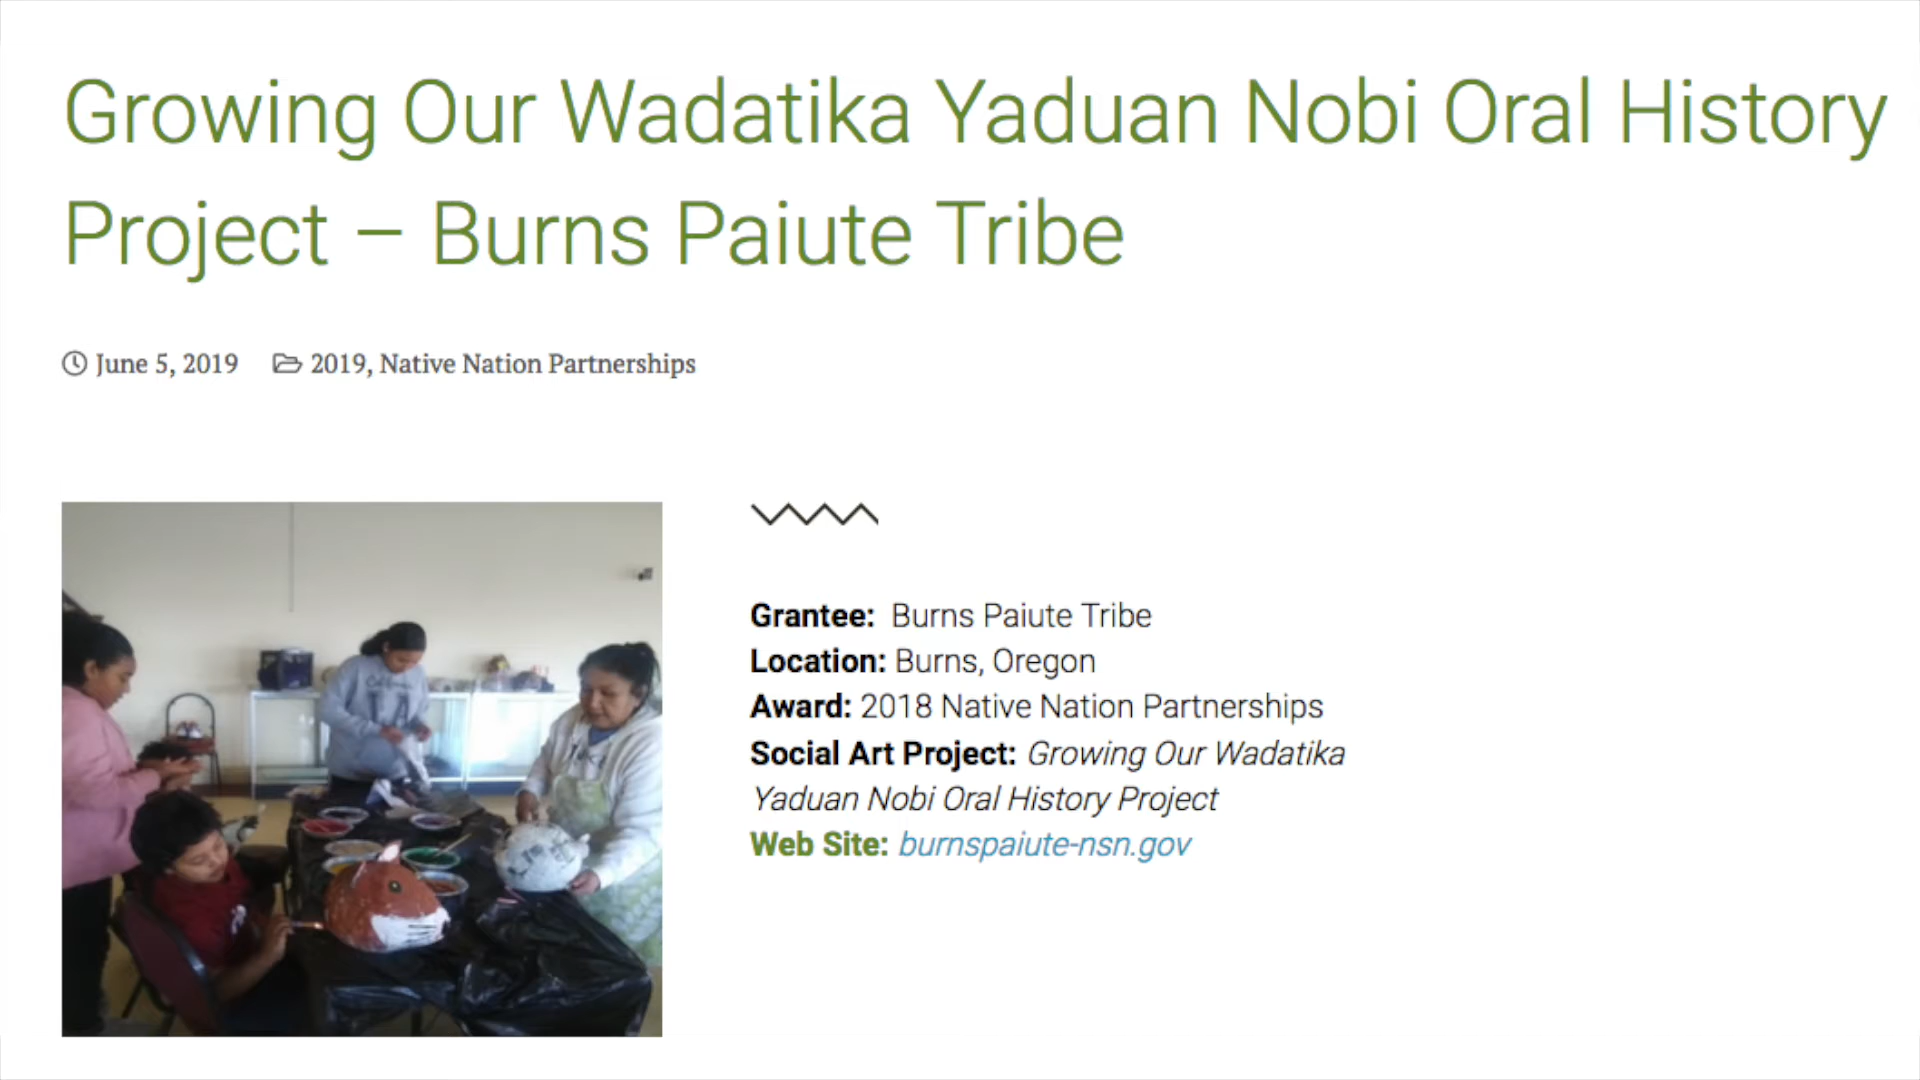 Growing Our Wadatika Yaduan Nobi Oral History
Project – Burns Paiute Tribe
June 5, 2019 2019, Native Nation Partnerships
Grantee: Burns Paiute Tribe
Location: Burns, Oregon
Award: 2018 Native Nation Partnerships
Social Art Project: Growing Our Wadatika
Yaduan Nobi Oral History Project
Web Site: burnspaiute-nsn.gov